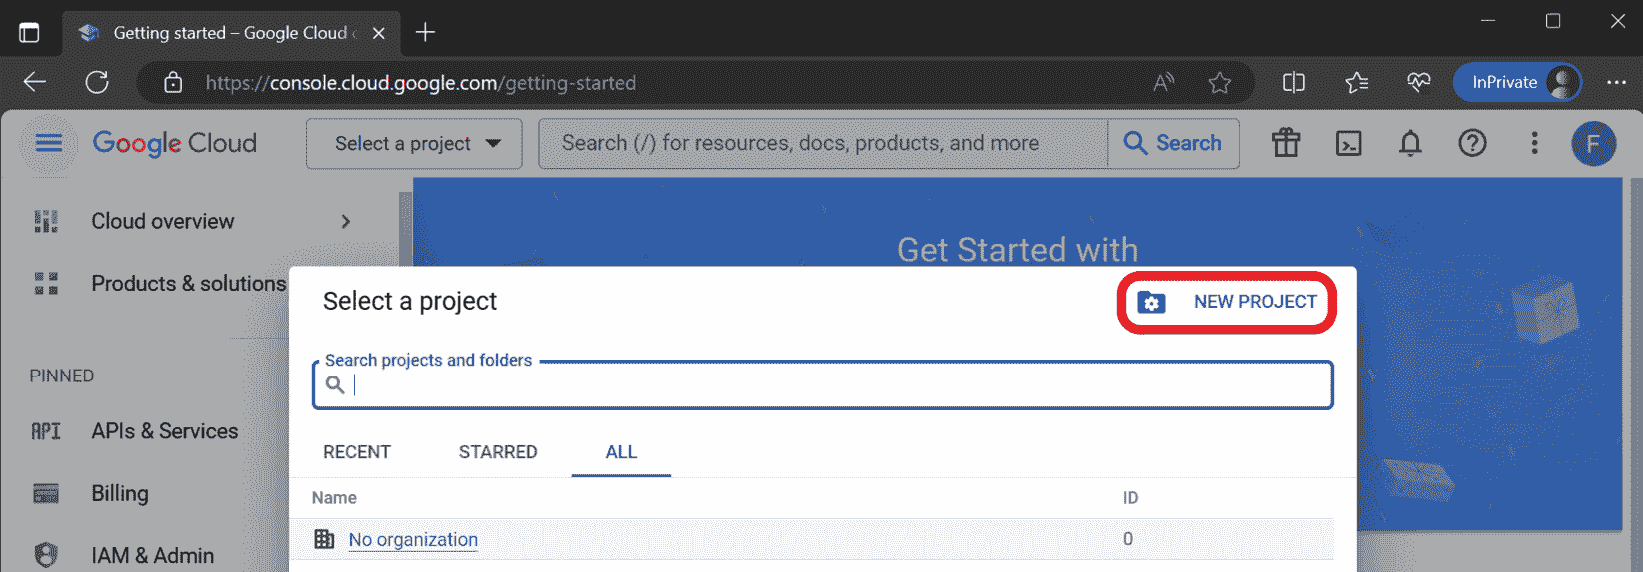 Getting started – Google Cloud c
https://console.cloud.google.com/getting-started
InPrivate
Google Cloud
Select a project
Search (/) for resources, docs, products, and more
Search
F
Cloud overview
Products & solutions
PINNED
API APIs & Services
Billing
IAM & Admin
Get Started with
Select a project
NEW PROJECT
Search projects and folders
RECENT STARRED ALL
Name ID
No organization 0